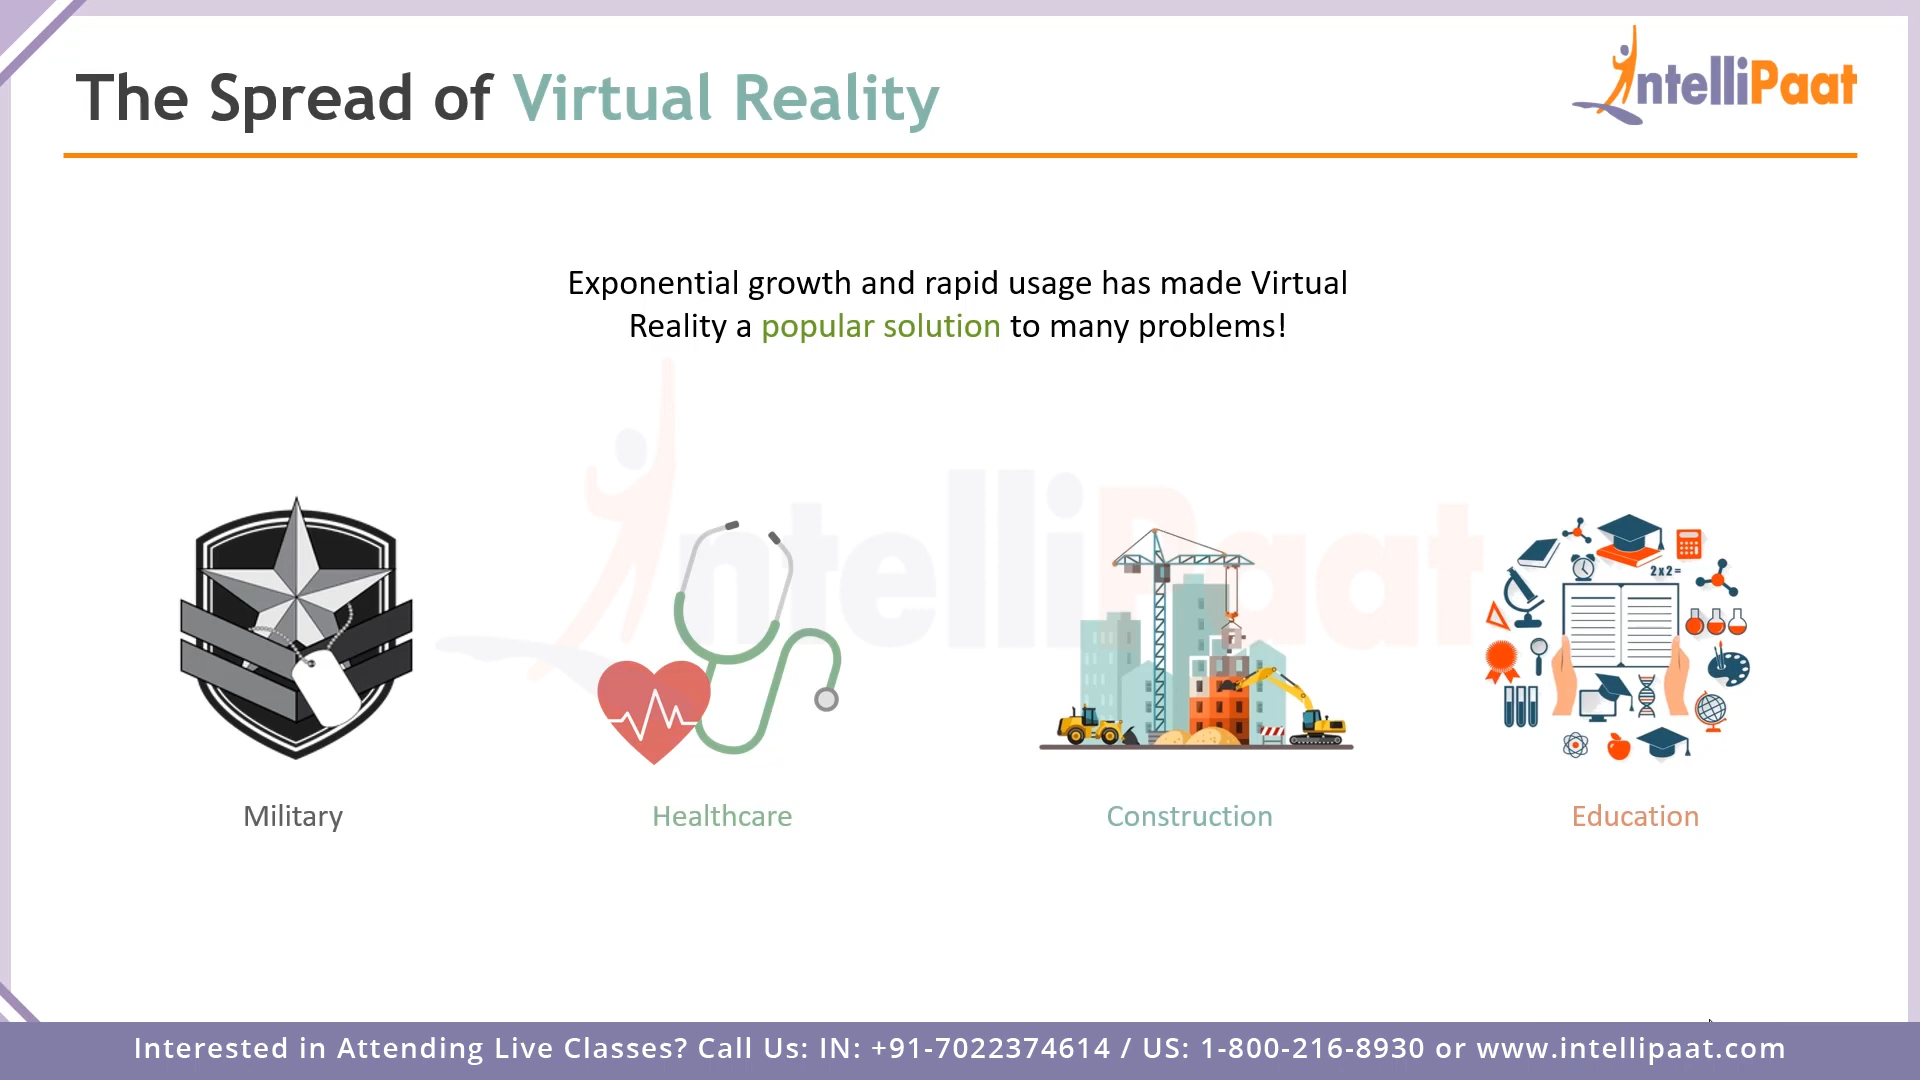 The Spread of Virtual Reality
IntelliPaat
Exponential growth and rapid usage has made Virtual
Reality a popular solution to many problems!
IntelliPaat
2x2=
Military
Healthcare
Construction
Education
Interested in Attending Live Classes? Call Us: IN: +91-7022374614 / US: 1-800-216-8930 or www.intellipaat.com